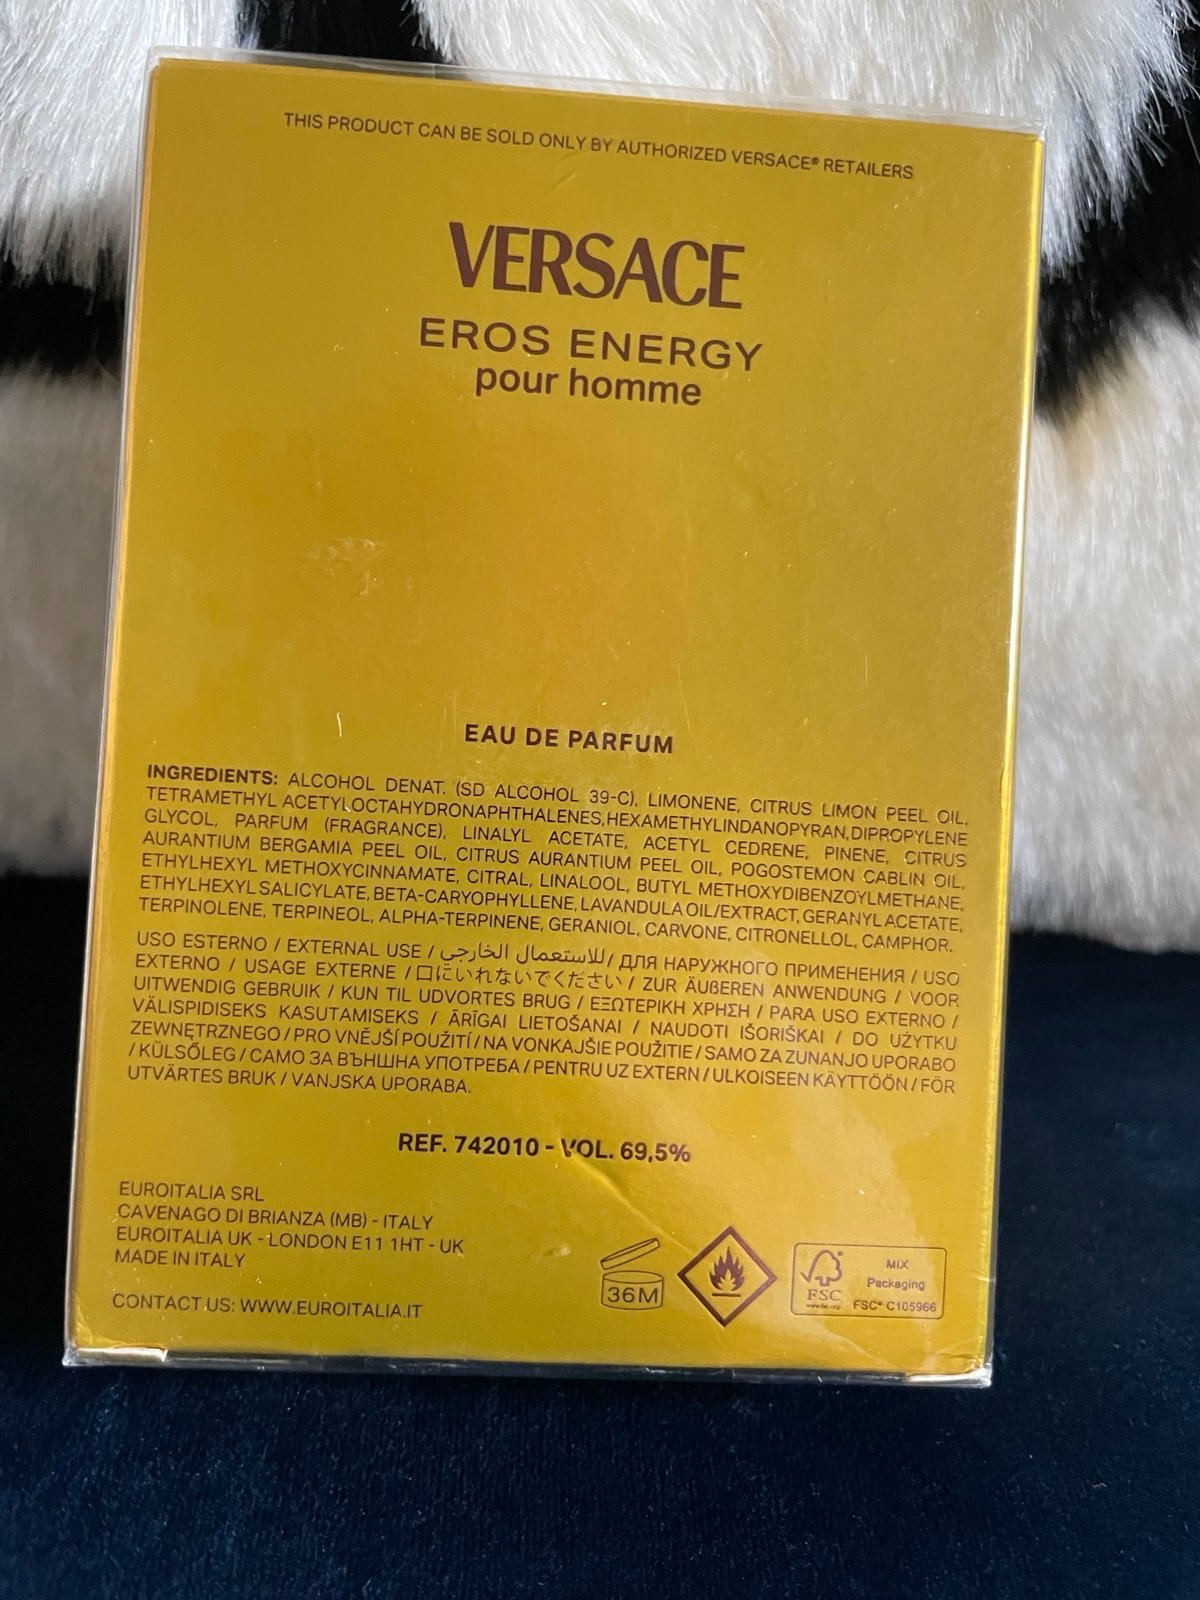 THIS PRODUCT CAN BE SOLD ONLY BY AUTHORIZED VERSACE® RETAILERS
VERSACE
EROS ENERGY
pour homme
EAU DE PARFUM
INGREDIENTS: ALCOHOL DENAT. (SD ALCOHOL 39-C), LIMONENE, CITRUS LIMON PEEL OIL,
TETRAMETHYL ACETYLOCTAHYDRONAPHTHALENES, HEXAMETHYLINDANOPYRAN, DIPROPYLENE
GLYCOL, PARFUM (FRAGRANCE), LINALYL ACETATE, ACETYL CEDRENE, PINENE, CITRUS
AURANTIUM BERGAMIA PEEL OIL, CITRUS AURANTIUM PEEL OIL, POGOSTEMON CABLIN OIL,
ETHYLHEXYL METHOXYCINNAMATE, CITRAL, LINALOOL, BUTYL METHOXYDIBENZOYLMETHANE,
ETHYLHEXYL SALICYLATE, BETA-CARYOPHYLLENE, LAVANDULA OIL/EXTRACT, GERANYL ACETATE,
TERPINOLENE, TERPINEOL, ALPHA-TERPINENE, GERANIOL, CARVONE, CITRONELLOL, CAMPHOR.
USO ESTERNO / EXTERNAL USE / للاستعمال الخارجي / ДЛЯ НАРУЖНОГО ПРИМЕНЕНИЯ / USO
EXTERNO / USAGE EXTERNE / 口にいれないでください / ZUR ÄUßEREN ANWENDUNG / VOOR
UITWENDIG GEBRUIK / KUN TIL UDVORTES BRUG / ΕΞΩΤΕΡΙΚΗ ΧΡΗΣΗ / PARA USO EXTERNO /
VÄLISPIDISEKS KASUTAMISEKS / ĀRĪGAI LIETOŠANAI / NAUDOTI IŠORIŠKAI / DO UŻYTKU
ZEWNĘTRZNEGO / PRO VNĚJŠÍ POUŽITÍ / NA VONKAJŠIE POUŽITIE / SAMO ZA ZUNANJO UPORABO
/ KÜLSŐLEG / САМО ЗА ВЪНШНА УПОТРЕБА / PENTRU UZ EXTERN / ULKOISEEN KÄYTTÖÖN / FÖR
UTVÄRTES BRUK / VANJSKA UPORABA.
REF. 742010 - VOL. 69,5%
EUROITALIA SRL
CAVENAGO DI BRIANZA (MB) - ITALY
EUROITALIA UK - LONDON E11 1HT - UK
MADE IN ITALY
CONTACT US: WWW.EUROITALIA.IT
36M
FSC®
www.fsc.org
MIX
Packaging
FSC® C105966